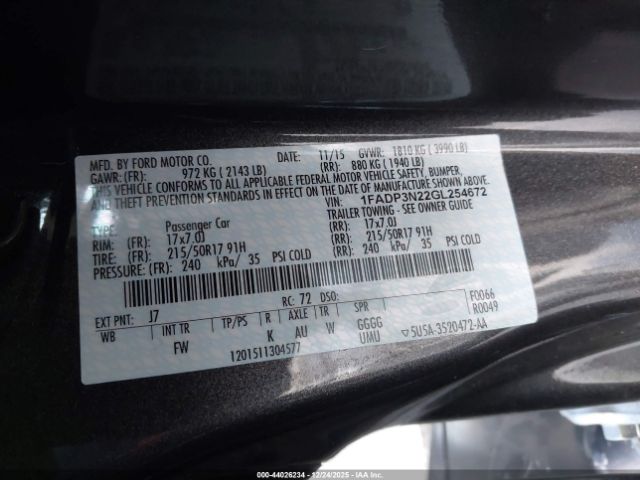 MFD. BY FORD MOTOR CO. DATE: 11/15 GVWR: 1810 KG ( 3990 LB)
GAWR: (FR): 972 KG ( 2143 LB) (RR): 880 KG ( 1940 LB)
THIS VEHICLE CONFORMS TO ALL APPLICABLE FEDERAL MOTOR VEHICLE SAFETY, BUMPER,
AND THEFT PREVENTION STANDARDS IN EFFECT ON THE DATE OF MANUFACTURE SHOWN ABOVE.
VIN: 1FADP3N22GL254672
TYPE: Passenger Car TRAILER TOWING - SEE OWNER GUIDE
RIM: (FR): 17x7.0J (RR): 17x7.0J
TIRE: (FR): 215/50R17 91H (RR): 215/50R17 91H
PRESSURE: (FR) 240 kPa/ 35 PSI COLD (RR): 240 kPa/ 35 PSI COLD
EXT PNT: J7 RC: 72 DSO: F0066
WB INT TR TP/PS R AXLE TR SPR R0049
FW K AU W GGGG
UMU
1201511304577 5U5A-3520472-AA
000-44026234 — 12/24/2025 — IAAI.com